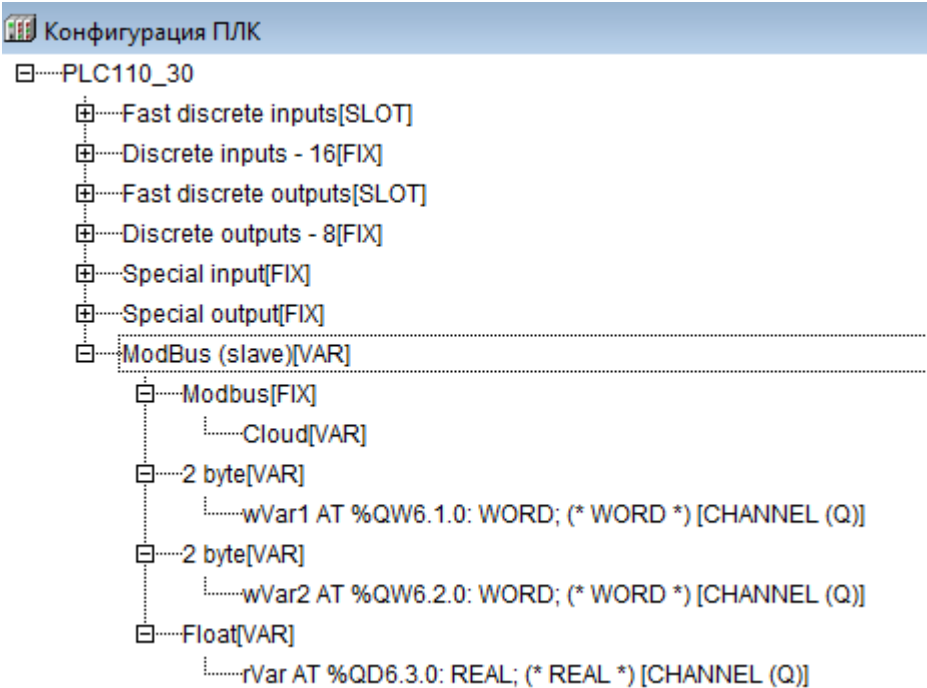 Конфигурация ПЛК
PLC110_30
Fast discrete inputs[SLOT]
Discrete inputs - 16[FIX]
Fast discrete outputs[SLOT]
Discrete outputs - 8[FIX]
Special input[FIX]
Special output[FIX]
ModBus (slave)[VAR]
Modbus[FIX]
Cloud[VAR]
2 byte[VAR]
wVar1 AT %QW6.1.0: WORD; (* WORD *) [CHANNEL (Q)]
2 byte[VAR]
wVar2 AT %QW6.2.0: WORD; (* WORD *) [CHANNEL (Q)]
Float[VAR]
rVar AT %QD6.3.0: REAL; (* REAL *) [CHANNEL (Q)]